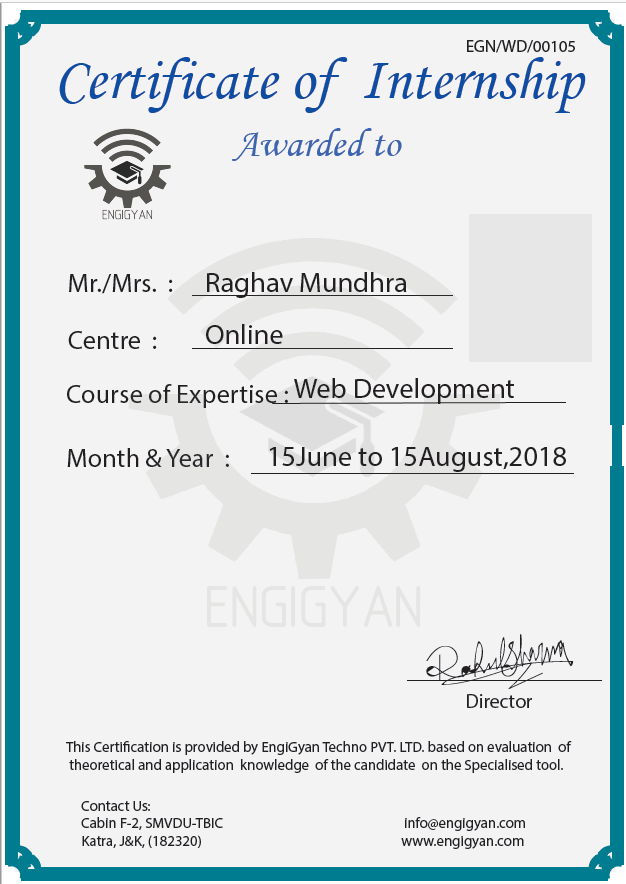 EGN/WD/00105
Certificate of Internship
Awarded to
ENGIGYAN
Mr./Mrs. : Raghav Mundhra
Centre : Online
Course of Expertise : Web Development
Month & Year : 15June to 15August,2018
ENGIGYAN
RahulSharma
Director
This Certification is provided by EngiGyan Techno PVT. LTD. based on evaluation of
theoretical and application knowledge of the candidate on the Specialised tool.
Contact Us:
Cabin F-2, SMVDU-TBIC info@engigyan.com
Katra, J&K, (182320) www.engigyan.com